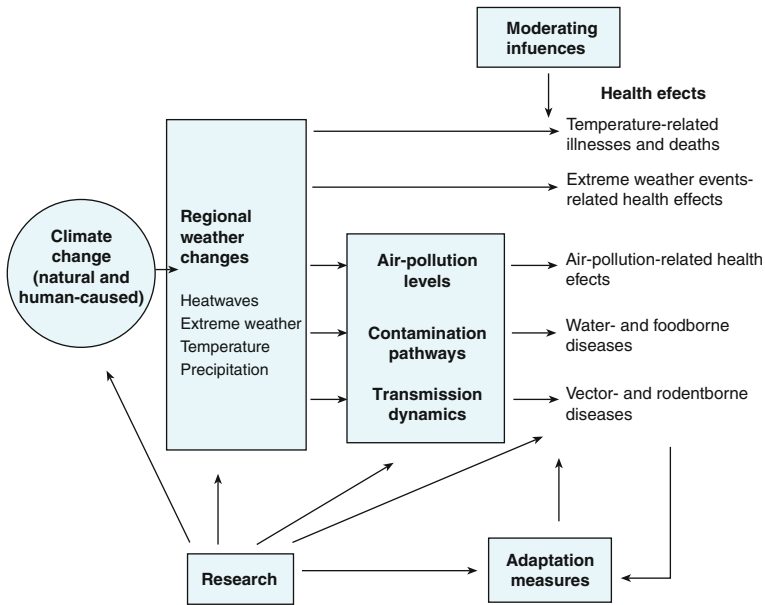 Moderating
infuences
Health efects
Temperature-related
illnesses and deaths
Extreme weather events-
related health effects
Regional
weather
changes
Heatwaves
Extreme weather
Temperature
Precipitation
Climate
change
(natural and
human-caused)
Air-pollution
levels
Air-pollution-related health
efects
Contamination
pathways
Water- and foodborne
diseases
Transmission
dynamics
Vector- and rodentborne
diseases
Research
Adaptation
measures